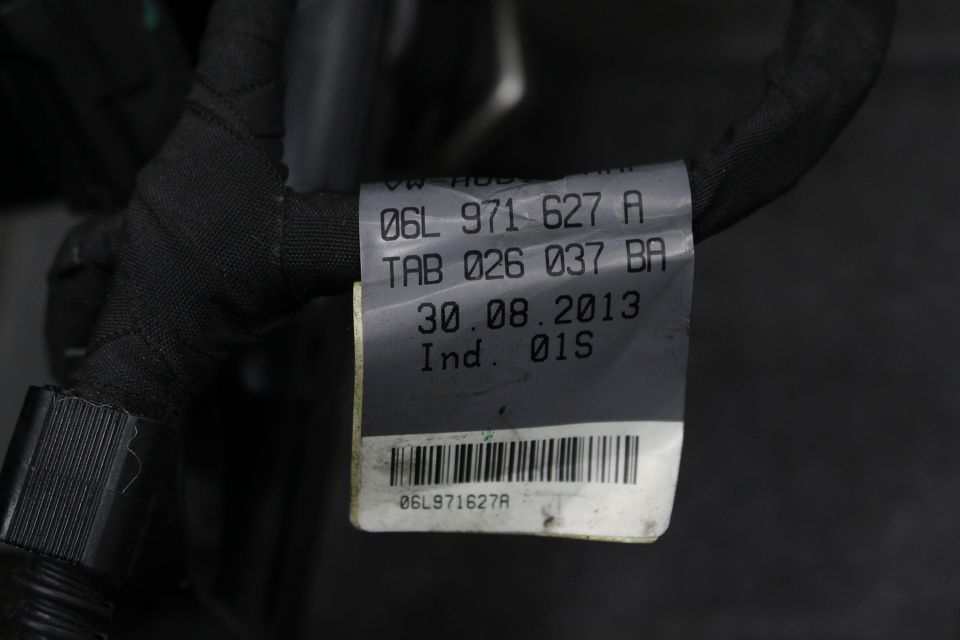 06L 971 627 A
TAB 026 037 BA
30.08.2013
Ind. 01S
06L971627A